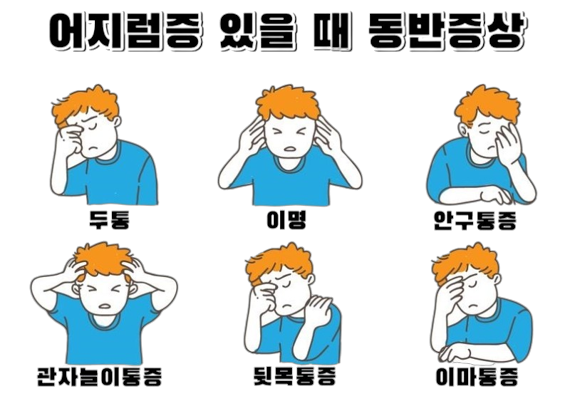 어지럼증 있을 때 동반증상
두통
이명
안구통증
관자놀이통증
뒷목통증
이마통증